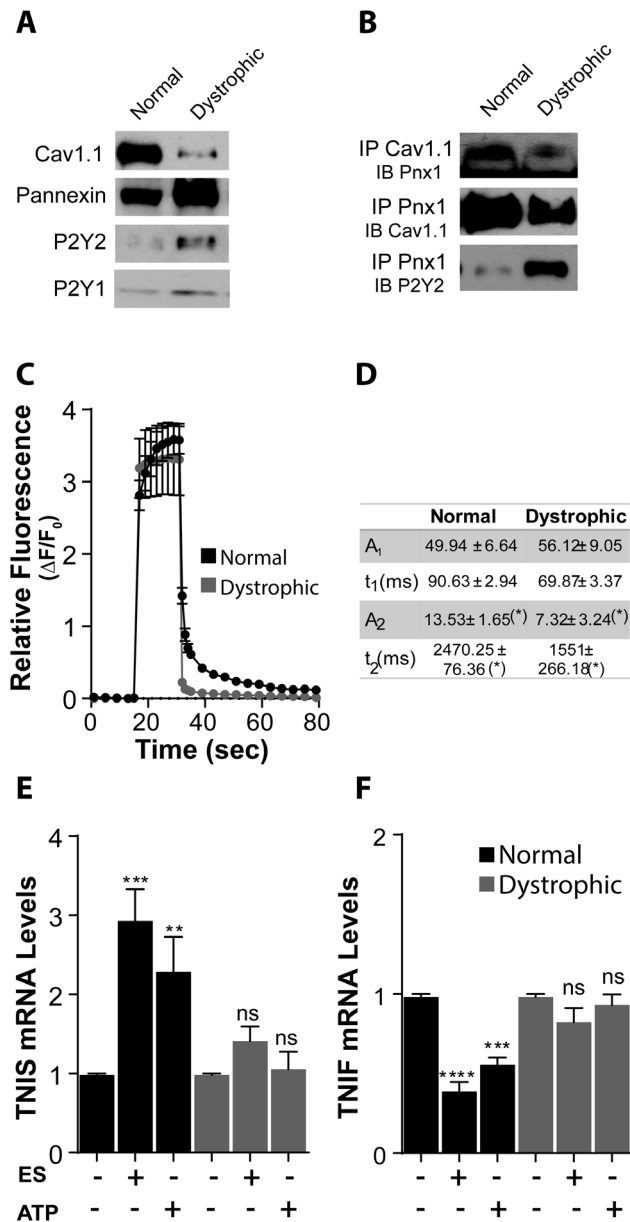 A
Normal
Dystrophic
Cav1.1
Pannexin
P2Y2
P2Y1
B
Normal
Dystrophic
IP Cav1.1
IB Pnx1
IP Pnx1
IB Cav1.1
IP Pnx1
IB P2Y2
C
Relative Fluorescence
(ΔF/F0)
4
3
2
1
0
0
20
40
60
80
Time (sec)
Normal
Dystrophic
D
Normal Dystrophic
A1 49.94 ±6.64 56.12± 9.05
t1(ms) 90.63± 2.94 69.87± 3.37
A2 13.53± 1.65(*) 7.32± 3.24(*)
t2(ms) 2470.25± 76.36(*) 1551± 266.18(*)
E
TNIS mRNA Levels
4
3
2
1
0
***
**
ns
ns
ES - + - - + -
ATP - - + - - +
F
TNIF mRNA Levels
2
1
0
Normal
Dystrophic
****
***
ns
ns
- + - - + -
- - + - - +